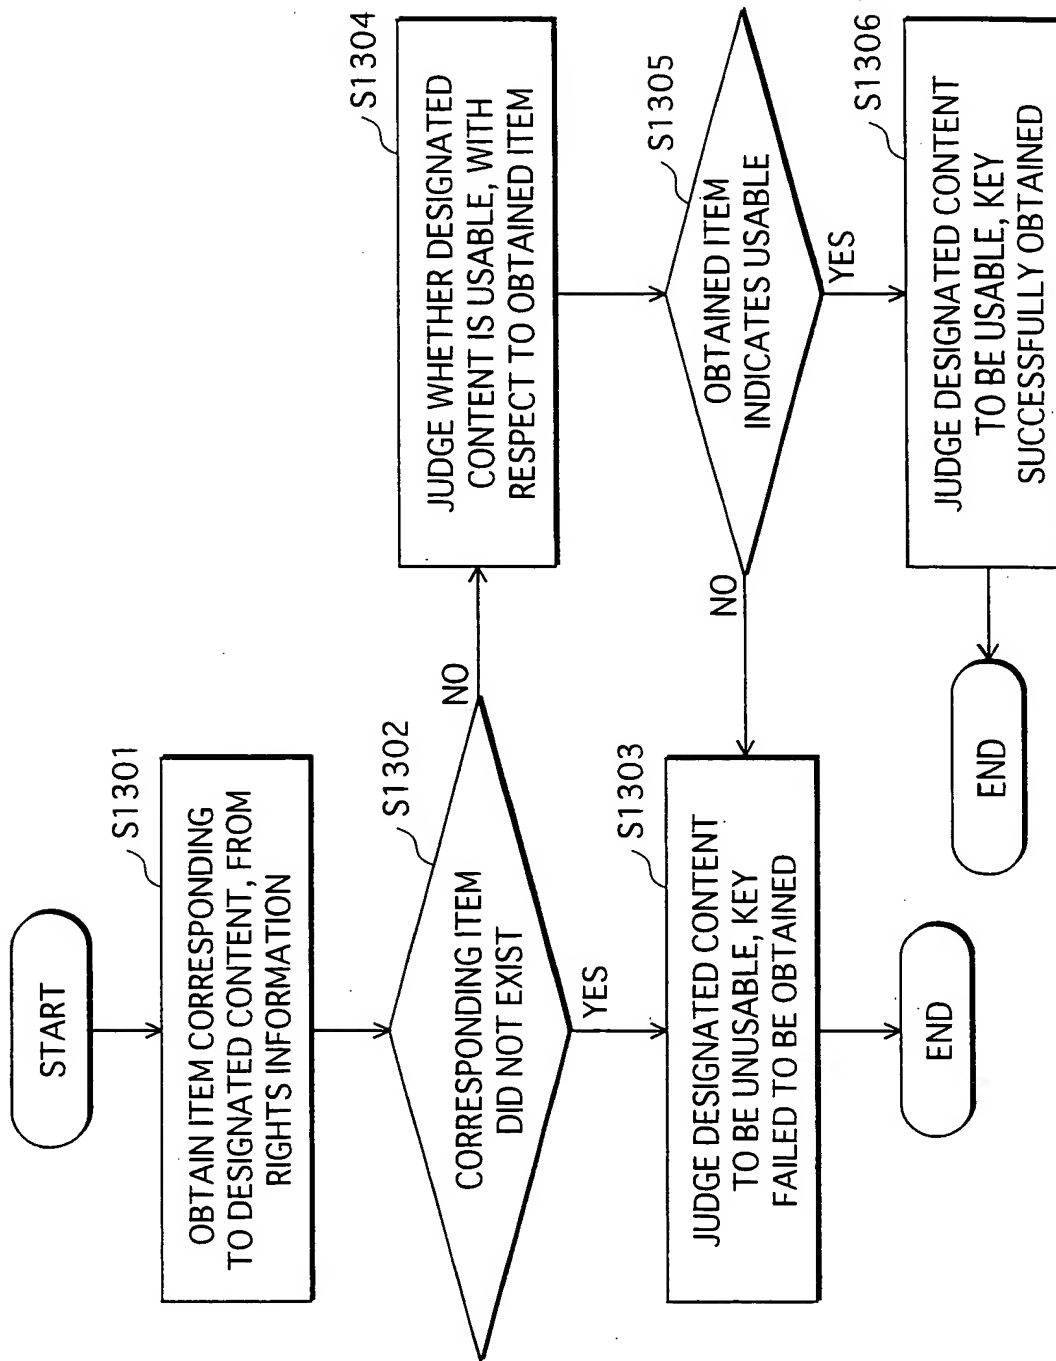 START
S1301
OBTAIN ITEM CORRESPONDING
TO DESIGNATED CONTENT, FROM
RIGHTS INFORMATION
S1302
CORRESPONDING ITEM
DID NOT EXIST
NO
YES
S1303
JUDGE DESIGNATED CONTENT
TO BE UNUSABLE, KEY
FAILED TO BE OBTAINED
END
S1304
JUDGE WHETHER DESIGNATED
CONTENT IS USABLE, WITH
RESPECT TO OBTAINED ITEM
S1305
OBTAINED ITEM
INDICATES USABLE
NO
YES
S1306
JUDGE DESIGNATED CONTENT
TO BE USABLE, KEY
SUCCESSFULLY OBTAINED
END